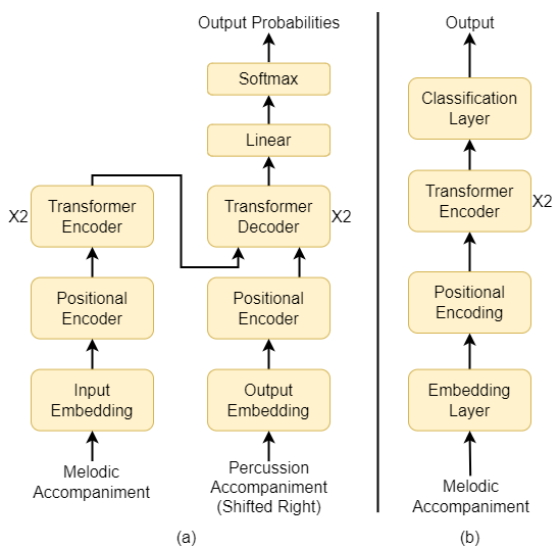 Output Probabilities
Softmax
Linear
X2
Transformer
Encoder
Transformer
Decoder
X2
Positional
Encoder
Positional
Encoder
Input
Embedding
Output
Embedding
Melodic
Accompaniment
Percussion
Accompaniment
(Shifted Right)
(a)
Output
Classification
Layer
Transformer
Encoder
X2
Positional
Encoding
Embedding
Layer
Melodic
Accompaniment
(b)